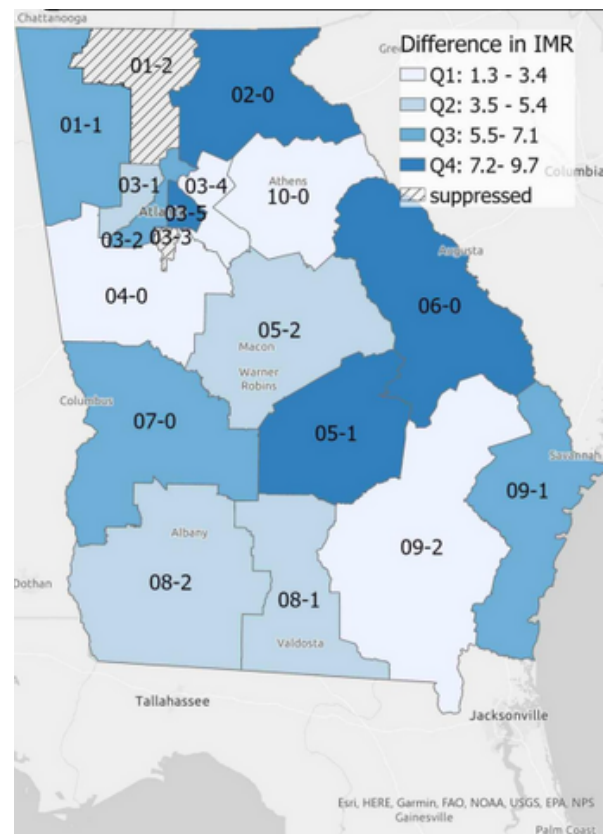 Chattanooga
Gree
Difference in IMR
Q1: 1.3 - 3.4
Q2: 3.5 - 5.4
Q3: 5.5- 7.1
Q4: 7.2- 9.7
suppressed
Columbia
01-2
02-0
01-1
03-1
03-4
Athens
10-0
Atla
03-5
03-2
03-3
Augusta
04-0
06-0
05-2
Macon
Warner
Robins
Columbus
07-0
05-1
Savannah
09-1
Albany
09-2
Dothan
08-2
08-1
Valdosta
Tallahassee
Jacksonville
Esri, HERE, Garmin, FAO, NOAA, USGS, EPA, NPS
Gainesville
Palm Coast